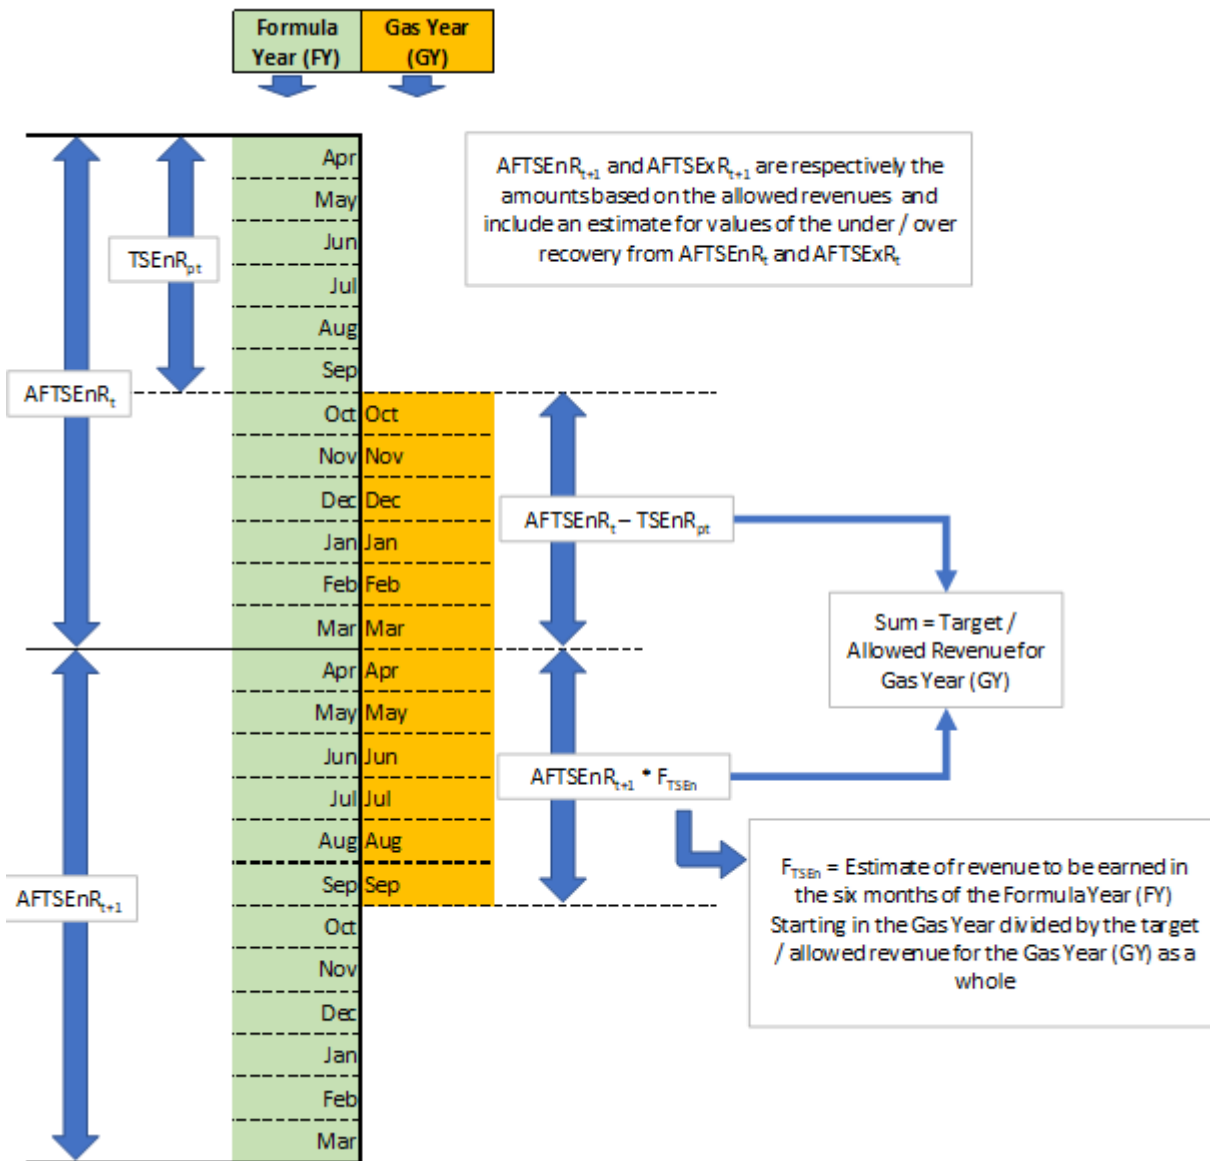 Formula
Year (FY)
Gas Year
(GY)
AFTSEnRt+1 and AFTSExRt+1 are respectively the
amounts based on the allowed revenues and
include an estimate for values of the under / over
recovery from AFTSEnRt and AFTSExRt
Apr
May
Jun
Jul
Aug
Sep
TSEnRpt
AFTSEnRt
Oct Oct
Nov Nov
Dec Dec
Jan Jan
Feb Feb
Mar Mar
AFTSEnRt – TSEnRpt
Sum = Target /
Allowed Revenue for
Gas Year (GY)
Apr Apr
May May
Jun Jun
Jul Jul
Aug Aug
Sep Sep
AFTSEnRt+1 * FTSEn
FTSEn = Estimate of revenue to be earned in
the six months of the Formula Year (FY)
Starting in the Gas Year divided by the target
/ allowed revenue for the Gas Year (GY) as a
whole
AFTSEnRt+1
Oct
Nov
Dec
Jan
Feb
Mar